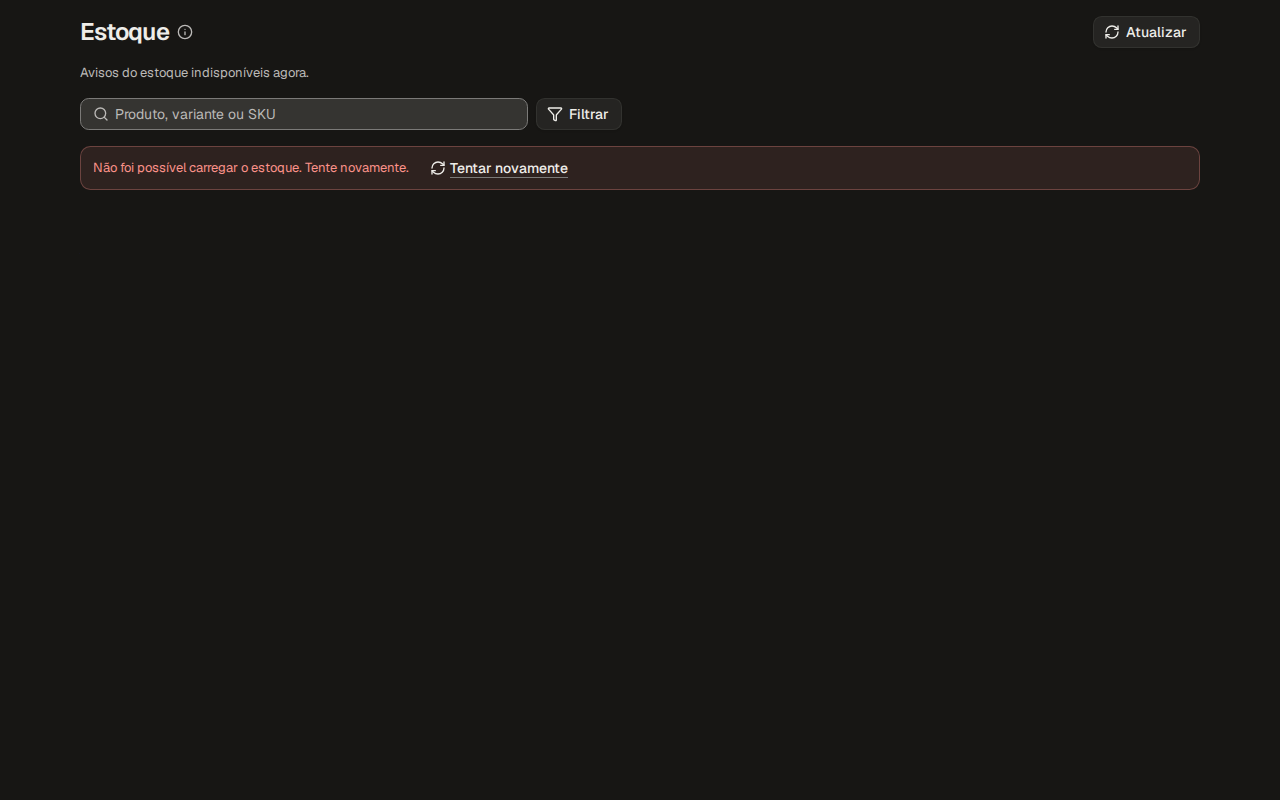 Estoque
Atualizar
Avisos do estoque indisponíveis agora.
Produto, variante ou SKU
Filtrar
Não foi possível carregar o estoque. Tente novamente.
Tentar novamente